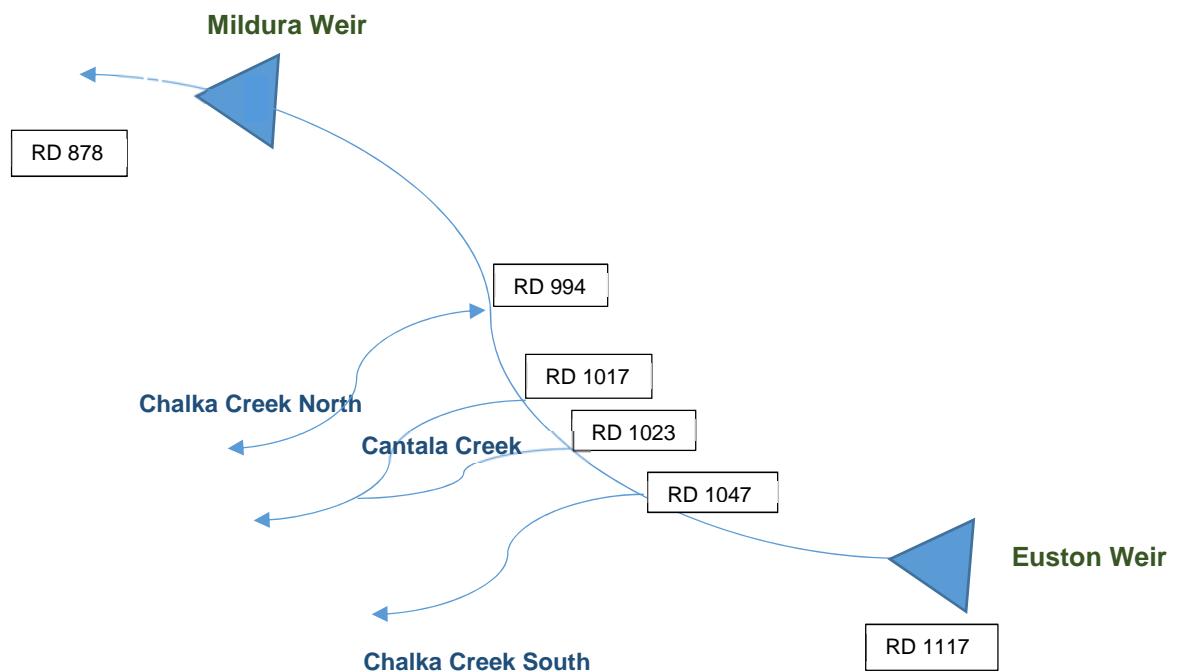 Mildura Weir
RD 878
RD 994
RD 1017
Chalka Creek North
RD 1023
Cantala Creek
RD 1047
Euston Weir
RD 1117
Chalka Creek South